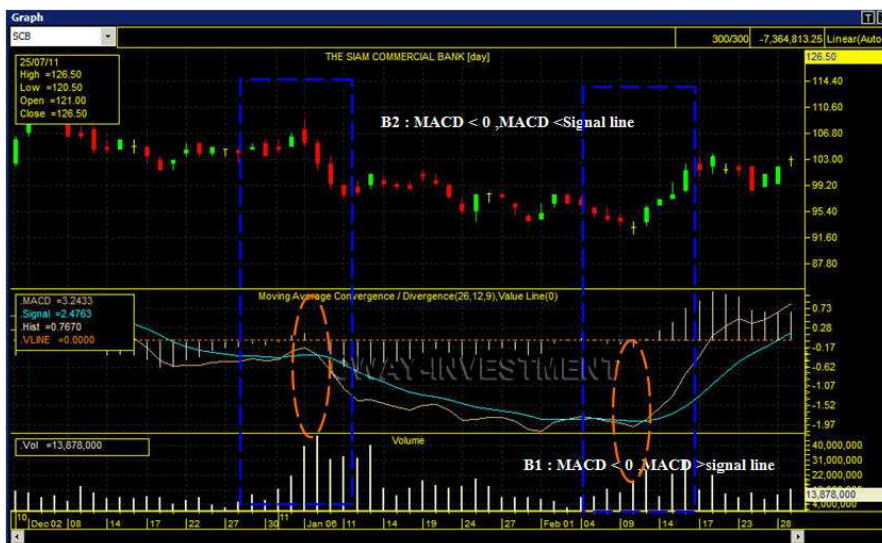 Graph
SCB
300/300 -7,364,813.25 Linear(Auto
THE SIAM COMMERCIAL BANK [day]
126.50
25/07/11
High = 126.50
Low = 120.50
Open = 121.00
Close = 126.50
114.40
110.60
106.80
103.00
99.20
95.40
91.60
87.80
B2 : MACD < 0 ,MACD <Signal line
Moving Average Convergence / Divergence(26,12,9),Value Line(0)
.MACD =3.2433
.Signal =2.4763
.Hist =0.7670
.VLINE =0.0000
0.73
0.28
-0.17
-0.62
-1.07
-1.52
-1.97
WAY-INVESTMENT
Volume
.Vol =13,878,000
B1 : MACD < 0 ,MACD >signal line
40,000,000
31,000,000
22,000,000
13,878,000
4,000,000
10 Dec 02 08 14 17 22 27 30 11 Jan 06 11 14 19 24 27 Feb 01 04 09 14 17 23 28